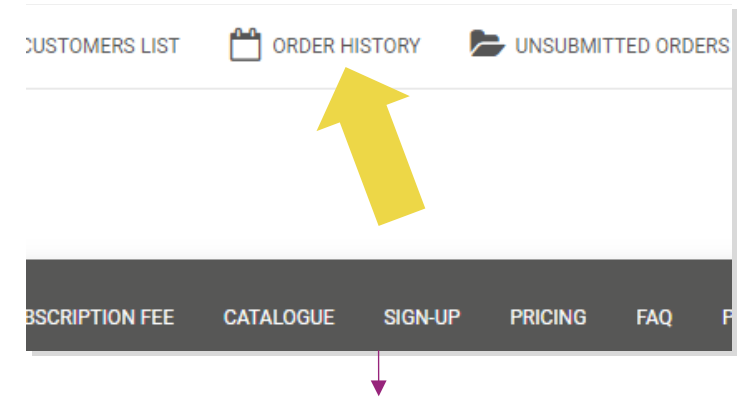 CUSTOMERS LIST ORDER HISTORY UNSUBMITTED ORDERS
BSCRIPTION FEE CATALOGUE SIGN-UP PRICING FAQ P